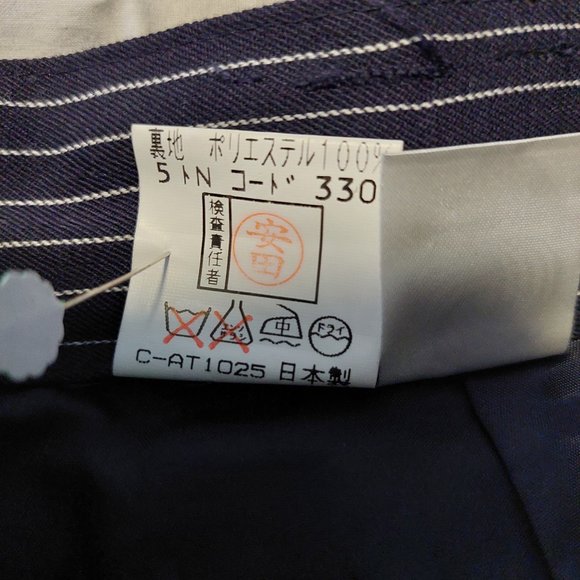 裏地 ポリエステル100%
5トN コード 330
検査責任者
安田
中 ドライ
C-AT1025 日本製